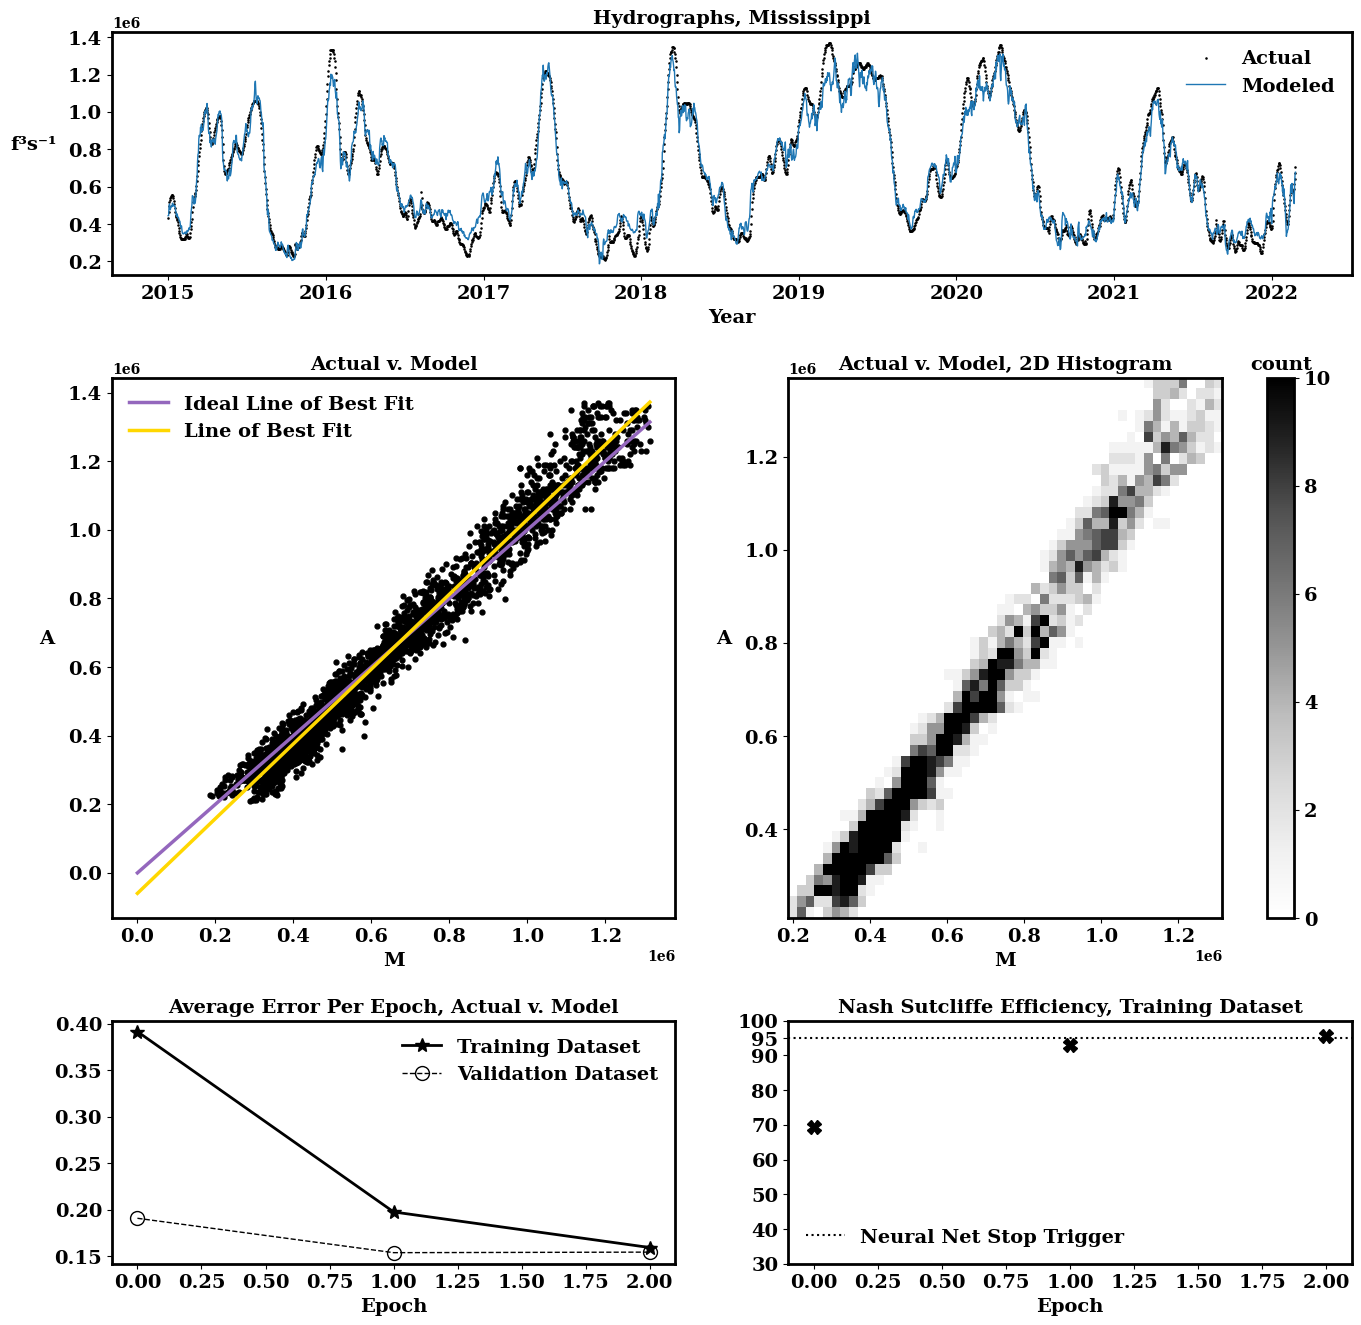 Hydrographs, Mississippi
1e6
1.4
1.2
1.0
0.8
0.6
0.4
0.2
f³s⁻¹
Actual
Modeled
2015 2016 2017 2018 2019 2020 2021 2022
Year
Actual v. Model
1e6
1.4
1.2
1.0
0.8
0.6
0.4
0.2
0.0
A
Ideal Line of Best Fit
Line of Best Fit
0.0 0.2 0.4 0.6 0.8 1.0 1.2
M
1e6
Actual v. Model, 2D Histogram
1e6
1.2
1.0
0.8
0.6
0.4
A
0.2 0.4 0.6 0.8 1.0 1.2
M
1e6
count
10
8
6
4
2
0
Average Error Per Epoch, Actual v. Model
0.40
0.35
0.30
0.25
0.20
0.15
Training Dataset
Validation Dataset
0.00 0.25 0.50 0.75 1.00 1.25 1.50 1.75 2.00
Epoch
Nash Sutcliffe Efficiency, Training Dataset
100
95
90
80
70
60
50
40
30
Neural Net Stop Trigger
0.00 0.25 0.50 0.75 1.00 1.25 1.50 1.75 2.00
Epoch